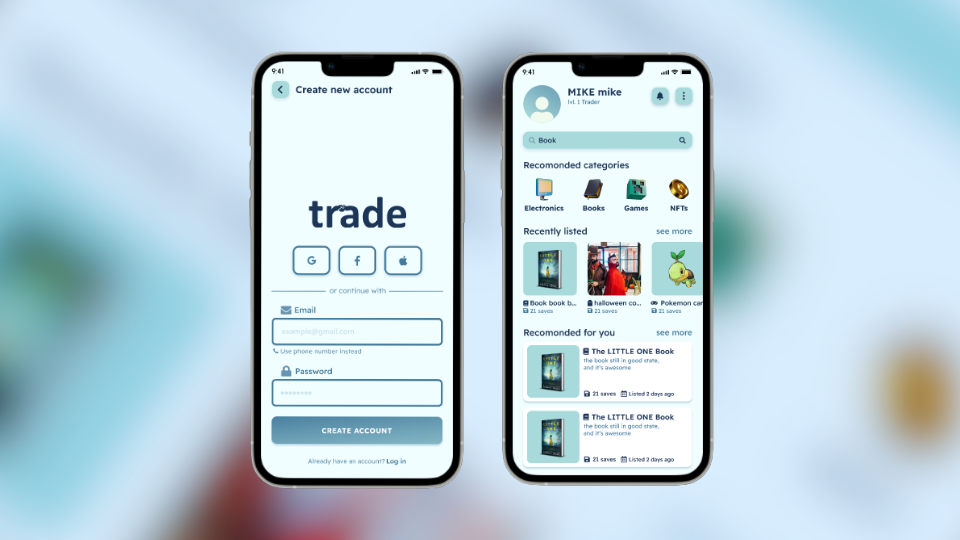 9:41
Create new account
trade
G
f
or continue with
Email
example@gmail.com
Use phone number instead
Password
********
CREATE ACCOUNT
Already have an account? Log in
9:41
MIKE mike
lvl. 1 Trader
Book
Recomonded categories
Electronics
Books
Games
NFTs
Recently listed
see more
LITTLE
Book book b...
halloween co...
Pokemon car
21 saves
21 saves
21 saves
Recomonded for you
see more
LITTLE
The LITTLE ONE Book
the book still in good state,
and it's awesome
21 saves
Listed 2 days ago
LITTLE
The LITTLE ONE Book
the book still in good state,
and it's awesome
21 saves
Listed 2 days ago